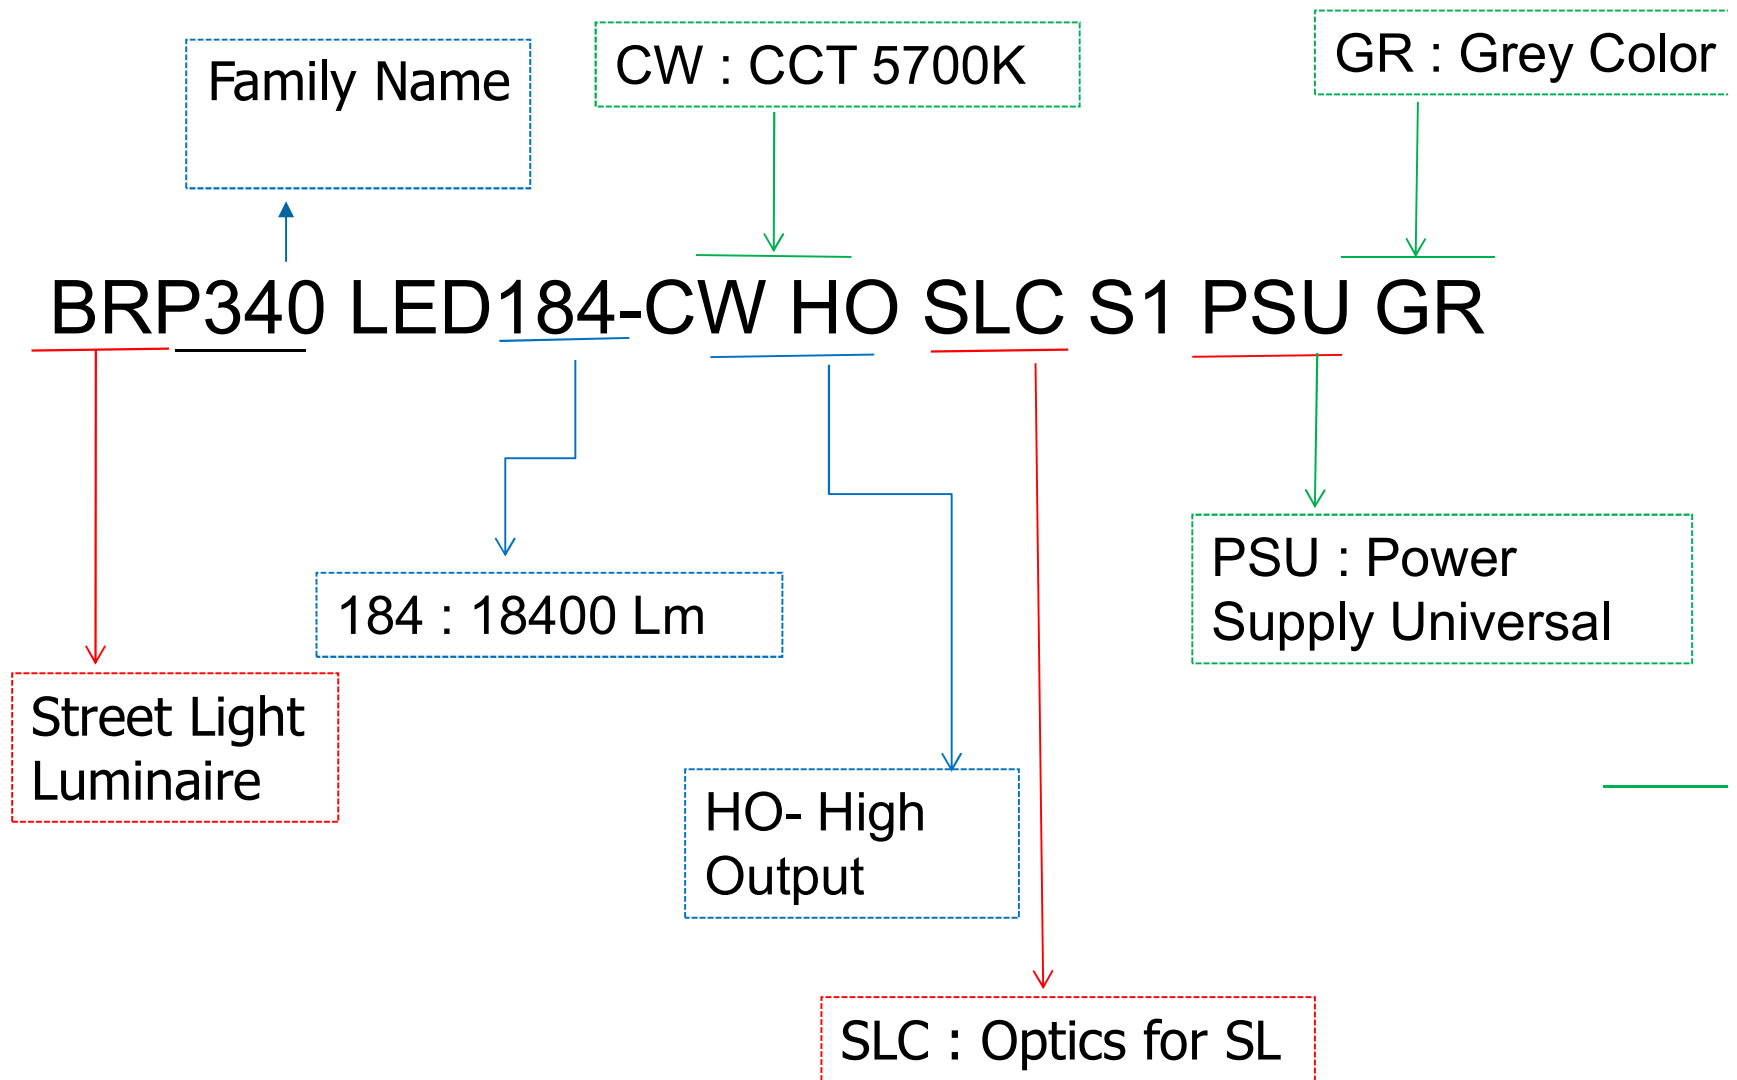 Family Name
CW : CCT 5700K
GR : Grey Color
BRP340 LED184-CW HO SLC S1 PSU GR
184 : 18400 Lm
PSU : Power
Supply Universal
Street Light
Luminaire
HO- High
Output
SLC : Optics for SL